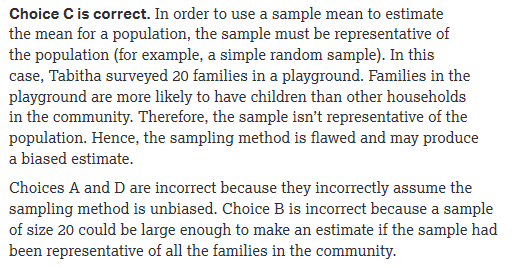 Choice C is correct. In order to use a sample mean to estimate
the mean for a population, the sample must be representative of
the population (for example, a simple random sample). In this
case, Tabitha surveyed 20 families in a playground. Families in the
playground are more likely to have children than other households
in the community. Therefore, the sample isn’t representative of the
population. Hence, the sampling method is flawed and may produce
a biased estimate.
Choices A and D are incorrect because they incorrectly assume the
sampling method is unbiased. Choice B is incorrect because a sample
of size 20 could be large enough to make an estimate if the sample had
been representative of all the families in the community.